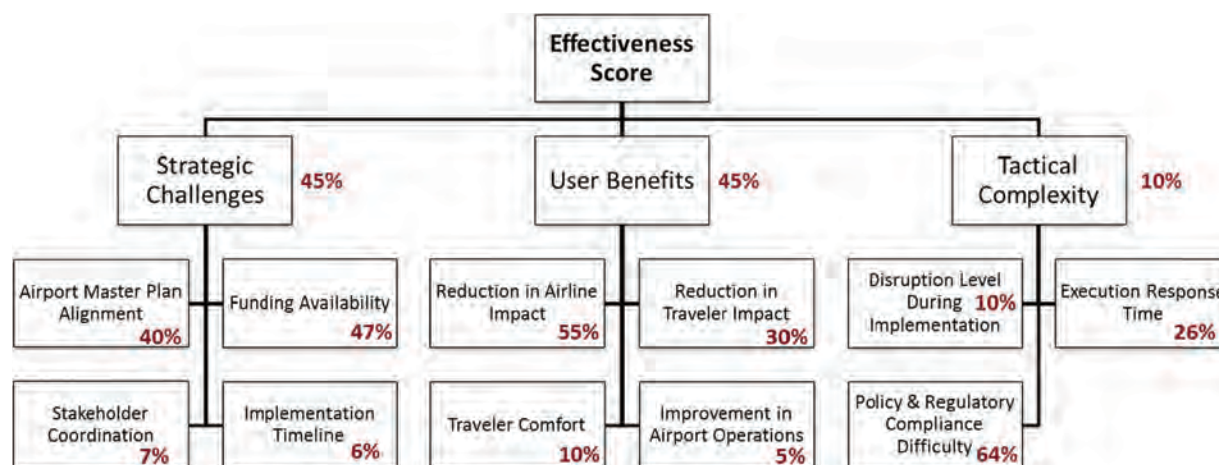 Effectiveness
Score
Strategic
Challenges
45%
User Benefits
45%
Tactical
Complexity
10%
Airport Master Plan
Alignment
40%
Funding Availability
47%
Reduction in Airline
Impact
55%
Reduction in
Traveler Impact
30%
Disruption Level
During
Implementation
10%
Execution Response
Time
26%
Stakeholder
Coordination
7%
Implementation
Timeline
6%
Traveler Comfort
10%
Improvement in
Airport Operations
5%
Policy & Regulatory
Compliance
Difficulty
64%